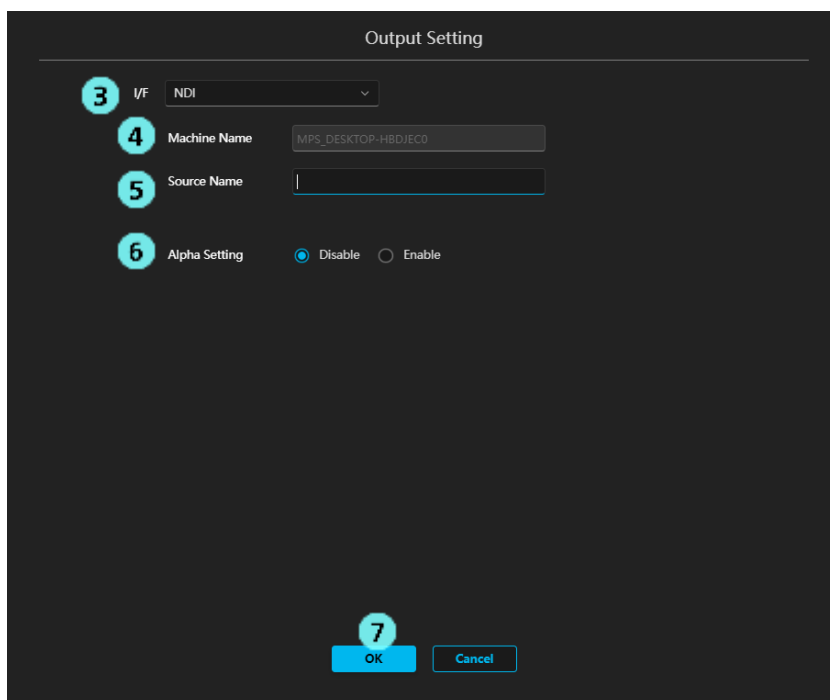 Output Setting
3 I/F NDI
4 Machine Name MPS_DESKTOP-HBDJEC0
5 Source Name
6 Alpha Setting Disable Enable
7
OK Cancel